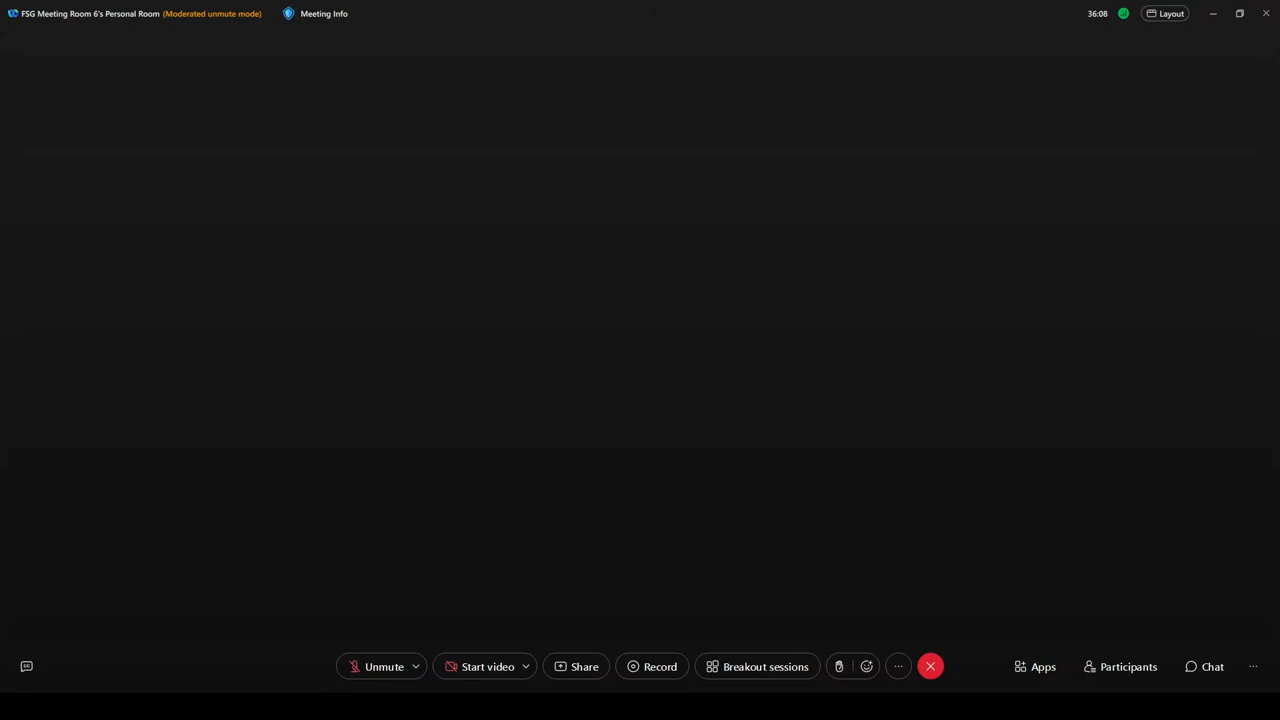 FSG Meeting Room 6's Personal Room (Moderated unmute mode) Meeting Info 36:08 Layout
CC Unmute Start video Share Record Breakout sessions Apps Participants Chat